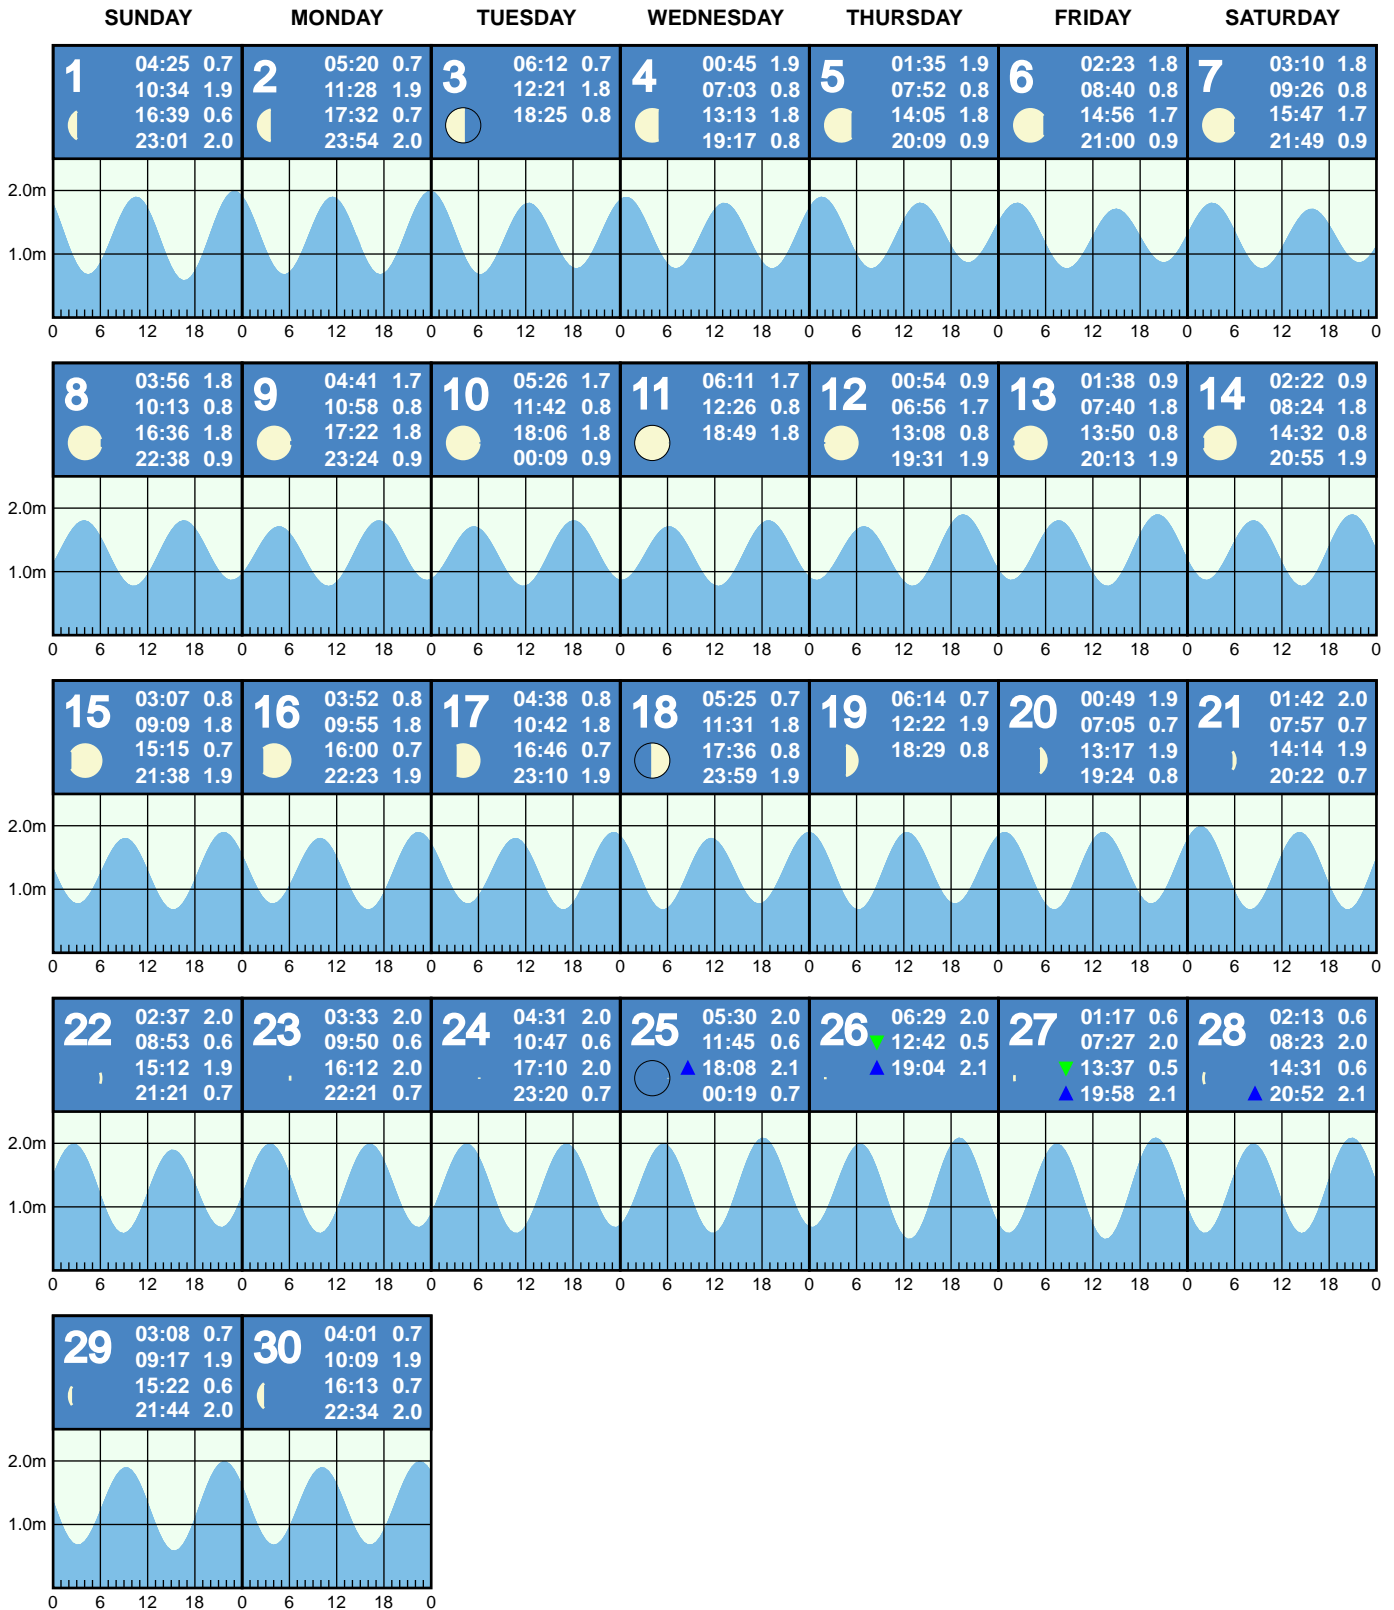 SUNDAY MONDAY TUESDAY WEDNESDAY THURSDAY FRIDAY SATURDAY
1 04:25 0.7
10:34 1.9
16:39 0.6
23:01 2.0
2 05:20 0.7
11:28 1.9
17:32 0.7
23:54 2.0
3 06:12 0.7
12:21 1.8
18:25 0.8
4 00:45 1.9
07:03 0.8
13:13 1.8
19:17 0.8
5 01:35 1.9
07:52 0.8
14:05 1.8
20:09 0.9
6 02:23 1.8
08:40 0.8
14:56 1.7
21:00 0.9
7 03:10 1.8
09:26 0.8
15:47 1.7
21:49 0.9
2.0m
1.0m
0 6 12 18 0 6 12 18 0 6 12 18 0 6 12 18 0 6 12 18 0 6 12 18 0 6 12 18 0
8 03:56 1.8
10:13 0.8
16:36 1.8
22:38 0.9
9 04:41 1.7
10:58 0.8
17:22 1.8
23:24 0.9
10 05:26 1.7
11:42 0.8
18:06 1.8
00:09 0.9
11 06:11 1.7
12:26 0.8
18:49 1.8
12 00:54 0.9
06:56 1.7
13:08 0.8
19:31 1.9
13 01:38 0.9
07:40 1.8
13:50 0.8
20:13 1.9
14 02:22 0.9
08:24 1.8
14:32 0.8
20:55 1.9
2.0m
1.0m
0 6 12 18 0 6 12 18 0 6 12 18 0 6 12 18 0 6 12 18 0 6 12 18 0 6 12 18 0
15 03:07 0.8
09:09 1.8
15:15 0.7
21:38 1.9
16 03:52 0.8
09:55 1.8
16:00 0.7
22:23 1.9
17 04:38 0.8
10:42 1.8
16:46 0.7
23:10 1.9
18 05:25 0.7
11:31 1.8
17:36 0.8
23:59 1.9
19 06:14 0.7
12:22 1.9
18:29 0.8
20 00:49 1.9
07:05 0.7
13:17 1.9
19:24 0.8
21 01:42 2.0
07:57 0.7
14:14 1.9
20:22 0.7
2.0m
1.0m
0 6 12 18 0 6 12 18 0 6 12 18 0 6 12 18 0 6 12 18 0 6 12 18 0 6 12 18 0
22 02:37 2.0
08:53 0.6
15:12 1.9
21:21 0.7
23 03:33 2.0
09:50 0.6
16:12 2.0
22:21 0.7
24 04:31 2.0
10:47 0.6
17:10 2.0
23:20 0.7
25 05:30 2.0
11:45 0.6
18:08 2.1
00:19 0.7
26 06:29 2.0
12:42 0.5
19:04 2.1
27 01:17 0.6
07:27 2.0
13:37 0.5
19:58 2.1
28 02:13 0.6
08:23 2.0
14:31 0.6
20:52 2.1
2.0m
1.0m
0 6 12 18 0 6 12 18 0 6 12 18 0 6 12 18 0 6 12 18 0 6 12 18 0 6 12 18 0
29 03:08 0.7
09:17 1.9
15:22 0.6
21:44 2.0
30 04:01 0.7
10:09 1.9
16:13 0.7
22:34 2.0
2.0m
1.0m
0 6 12 18 0 6 12 18 0